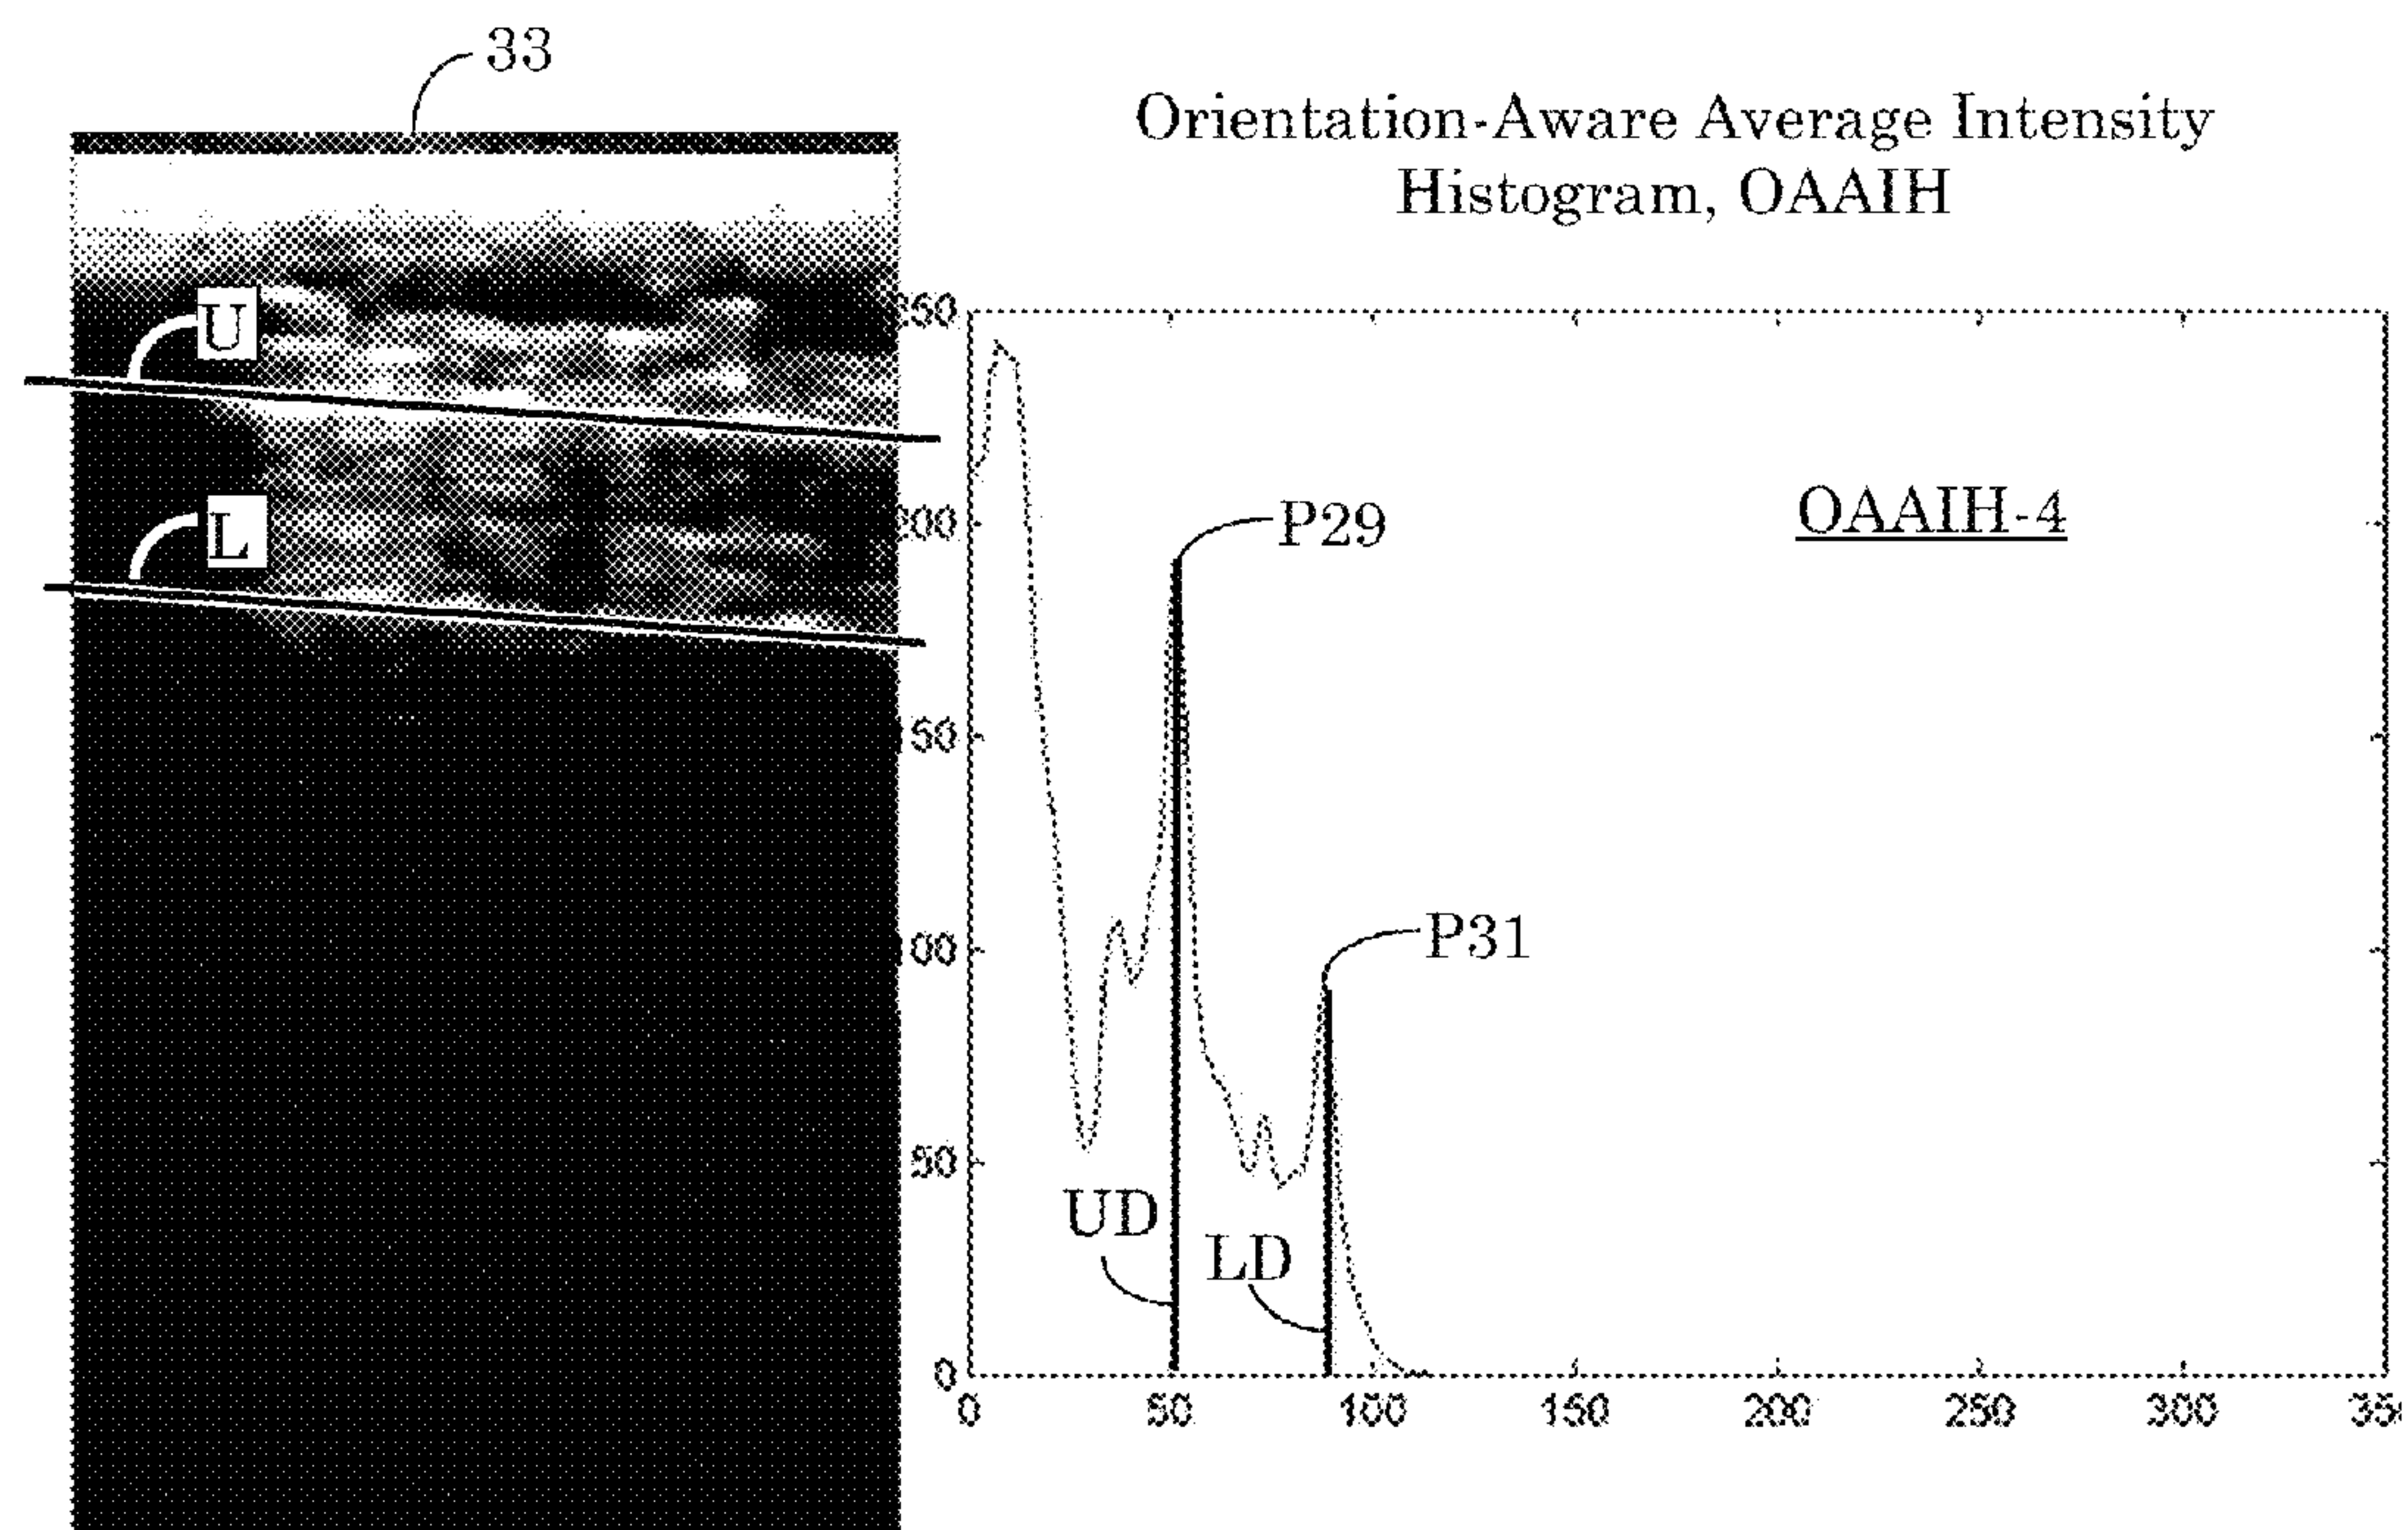 33
Orientation-Aware Average Intensity
Histogram, OAAIH
U
L
OAAIH-4
P29
P31
UD
LD
50
0
0
50
100
150
200
250
300